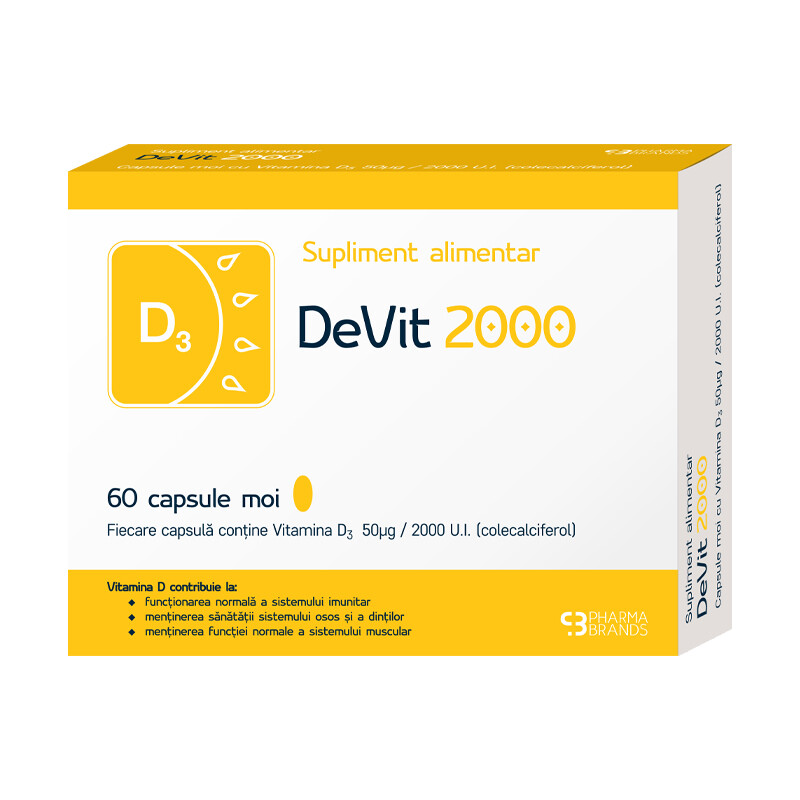 Supliment alimentar
DeVit 2000
Capsule moi cu Vitamina D₃ 50µg / 2000 U.I. (colecalciferol)
PHARMA
BRANDS
D₃
Supliment alimentar
DeVit 2000
60 capsule moi
Fiecare capsulă conține Vitamina D₃ 50µg / 2000 U.I. (colecalciferol)
Vitamina D contribuie la:
◆ funcționarea normală a sistemului imunitar
◆ menținerea sănătății sistemului osos și a dinților
◆ menținerea funcției normale a sistemului muscular
PHARMA
BRANDS
Supliment alimentar
DeVit 2000
Capsule moi cu Vitamina D₃ 50µg / 2000 U.I. (colecalciferol)